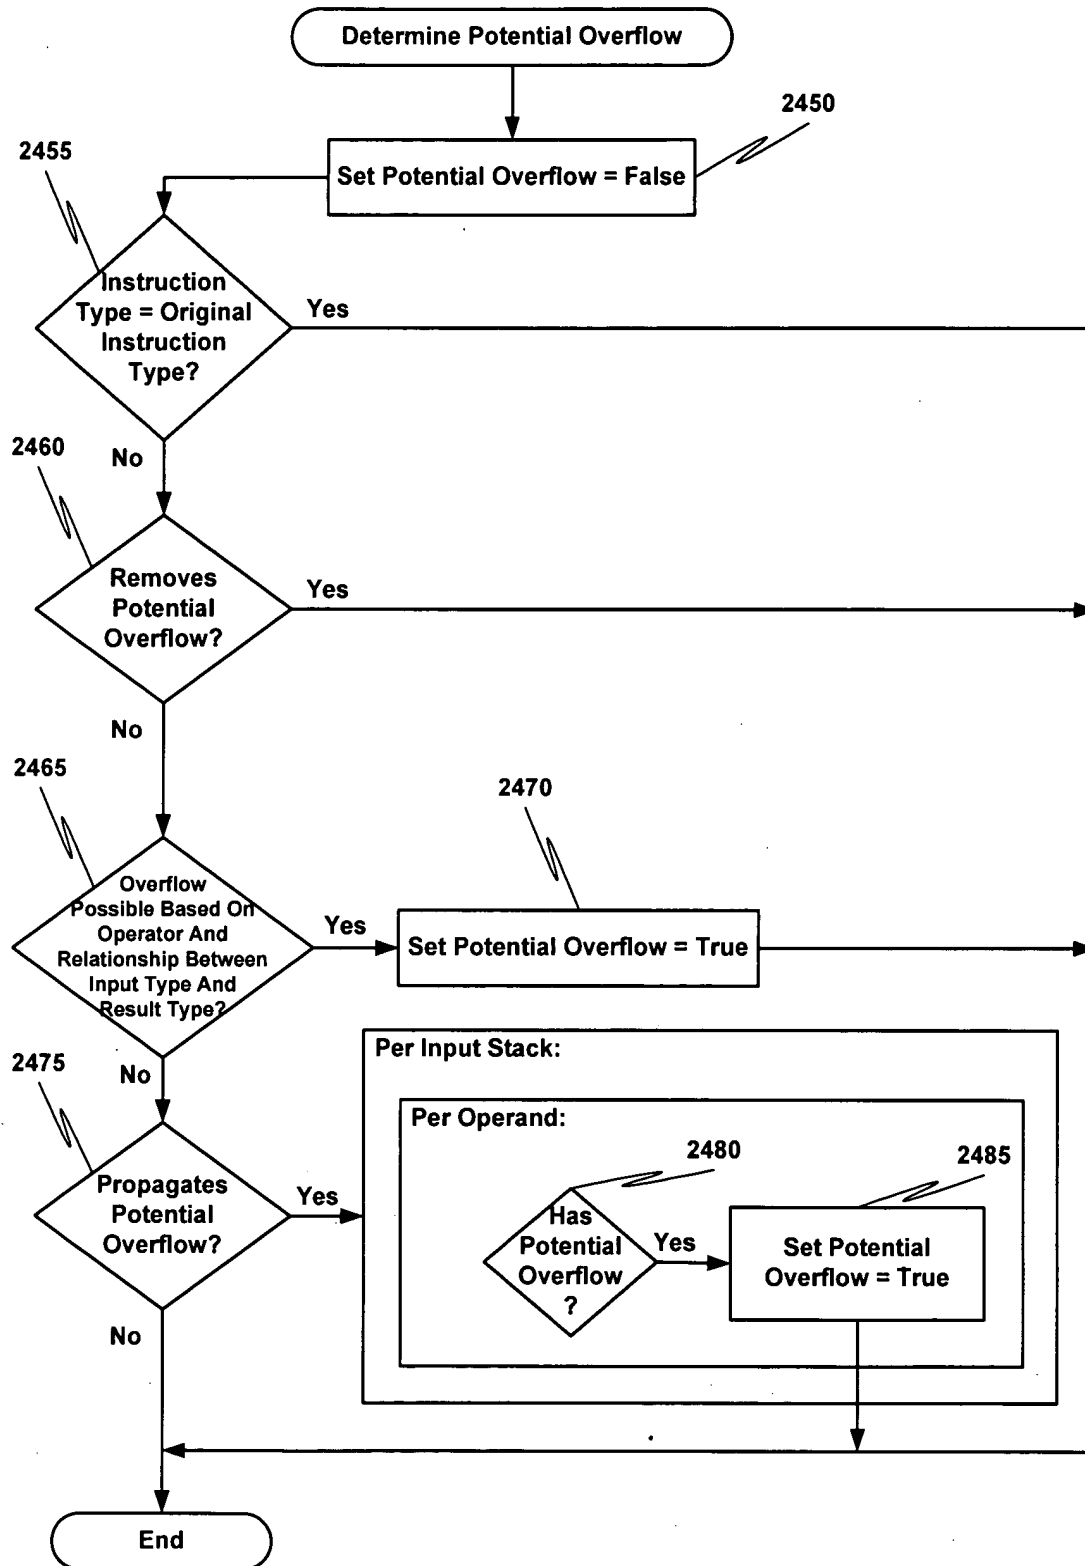 Determine Potential Overflow
2450
2455
Set Potential Overflow = False
Instruction
Type = Original
Instruction
Type?
Yes
No
2460
Removes
Potential
Overflow?
Yes
No
2465
2470
Overflow
Possible Based On
Operator And
Relationship Between
Input Type And
Result Type?
Yes
Set Potential Overflow = True
No
2475
Per Input Stack:
Per Operand:
2480
2485
Propagates
Potential
Overflow?
Yes
Has
Potential
Overflow
?
Yes
Set Potential
Overflow = True
No
End